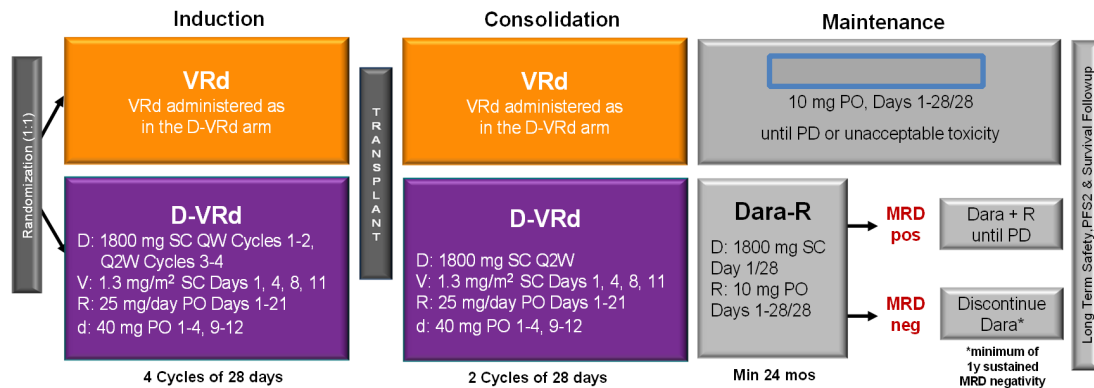 Induction
Consolidation
Maintenance
Randomization (1:1)
VRd
VRd administered as
in the D-VRd arm
D-VRd
D: 1800 mg SC QW Cycles 1-2,
Q2W Cycles 3-4
V: 1.3 mg/m² SC Days 1, 4, 8, 11
R: 25 mg/day PO Days 1-21
d: 40 mg PO 1-4, 9-12
4 Cycles of 28 days
TRANSPLANT
VRd
VRd administered as
in the D-VRd arm
D-VRd
D: 1800 mg SC Q2W
V: 1.3 mg/m² SC Days 1, 4, 8, 11
R: 25 mg/day PO Days 1-21
d: 40 mg PO 1-4, 9-12
2 Cycles of 28 days
10 mg PO, Days 1-28/28
until PD or unacceptable toxicity
Dara-R
D: 1800 mg SC
Day 1/28
R: 10 mg PO
Days 1-28/28
Min 24 mos
MRD
pos
Dara + R
until PD
MRD
neg
Discontinue
Dara*
*minimum of
1y sustained
MRD negativity
Long Term Safety,PFS2 & Survival Followup